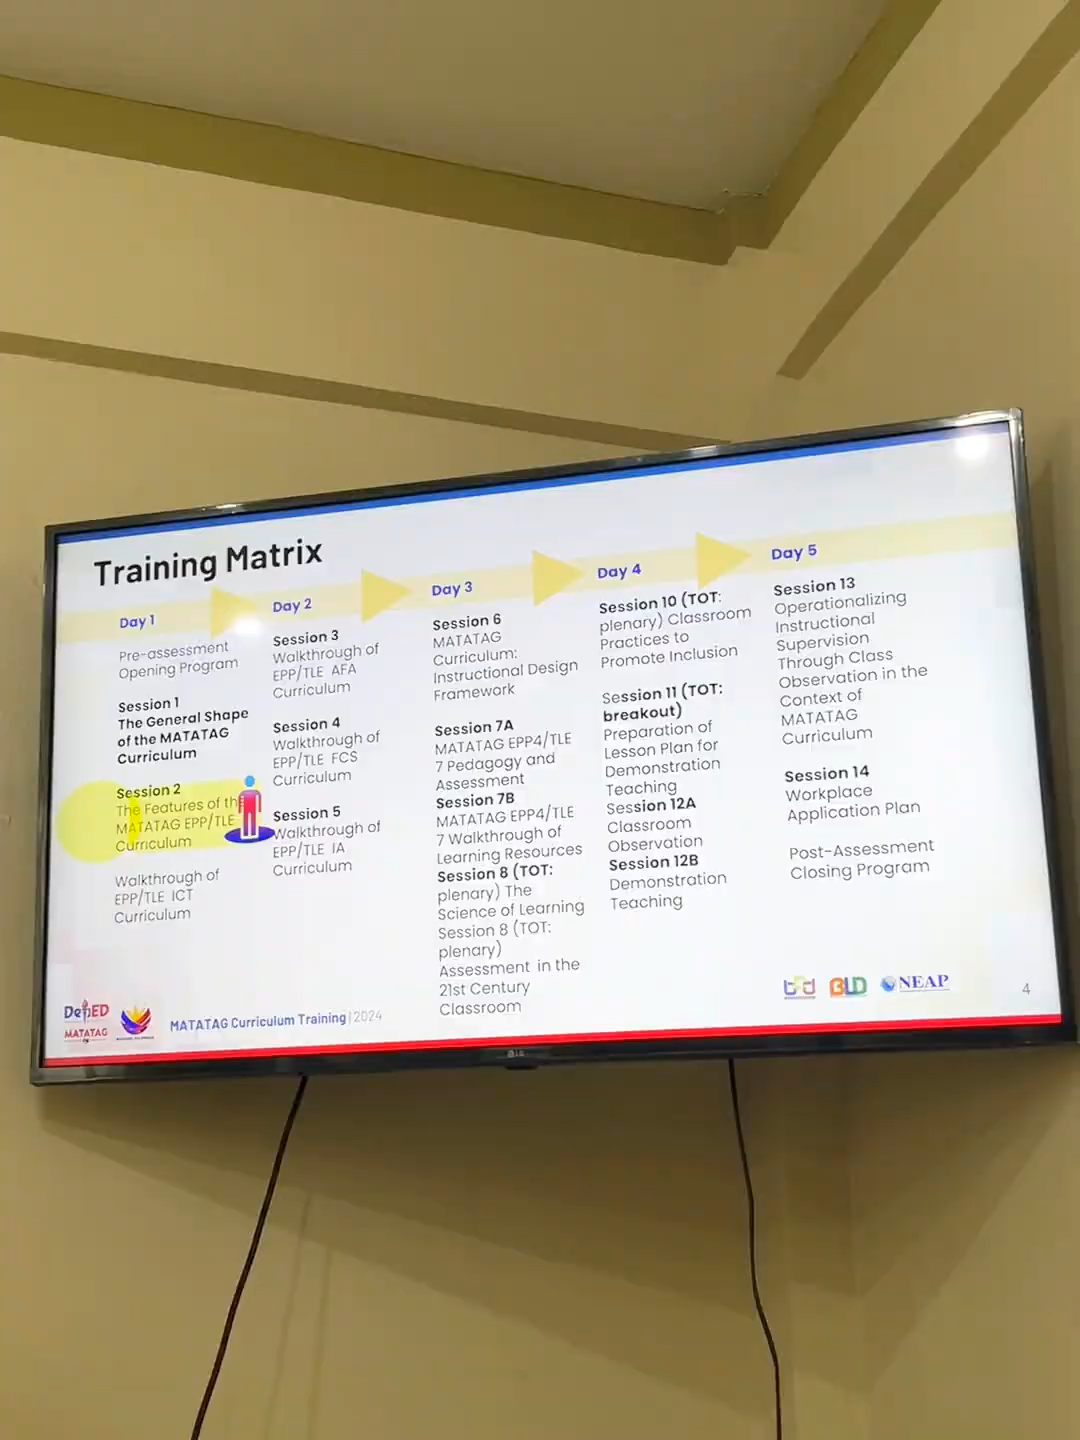 Training Matrix
Day 1
Pre-assessment
Opening Program
Session 1
The General Shape
of the MATATAG
Curriculum
Session 2
The Features of th
MATATAG EPP/TLE
Curriculum
Walkthrough of
EPP/TLE ICT
Curriculum
Day 2
Session 3
Walkthrough of
EPP/TLE AFA
Curriculum
Session 4
Walkthrough of
EPP/TLE FCS
Curriculum
Session 5
Walkthrough of
EPP/TLE IA
Curriculum
Day 3
Session 6
MATATAG
Curriculum:
Instructional Design
Framework
Session 7A
MATATAG EPP4/TLE
7 Pedagogy and
Assessment
Session 7B
MATATAG EPP4/TLE
7 Walkthrough of
Learning Resources
Session 8 (TOT:
plenary) The
Science of Learning
Session 8 (TOT:
plenary)
Assessment in the
21st Century
Classroom
Day 4
Session 10 (TOT:
plenary) Classroom
Practices to
Promote Inclusion
Session 11 (TOT:
breakout)
Preparation of
Lesson Plan for
Demonstration
Teaching
Session 12A
Classroom
Observation
Session 12B
Demonstration
Teaching
Day 5
Session 13
Operationalizing
Instructional
Supervision
Through Class
Observation in the
Context of
MATATAG
Curriculum
Session 14
Workplace
Application Plan
Post-Assessment
Closing Program
DepED
MATATAG
MATATAG Curriculum Training | 2024
BLD
NEAP
4
LG